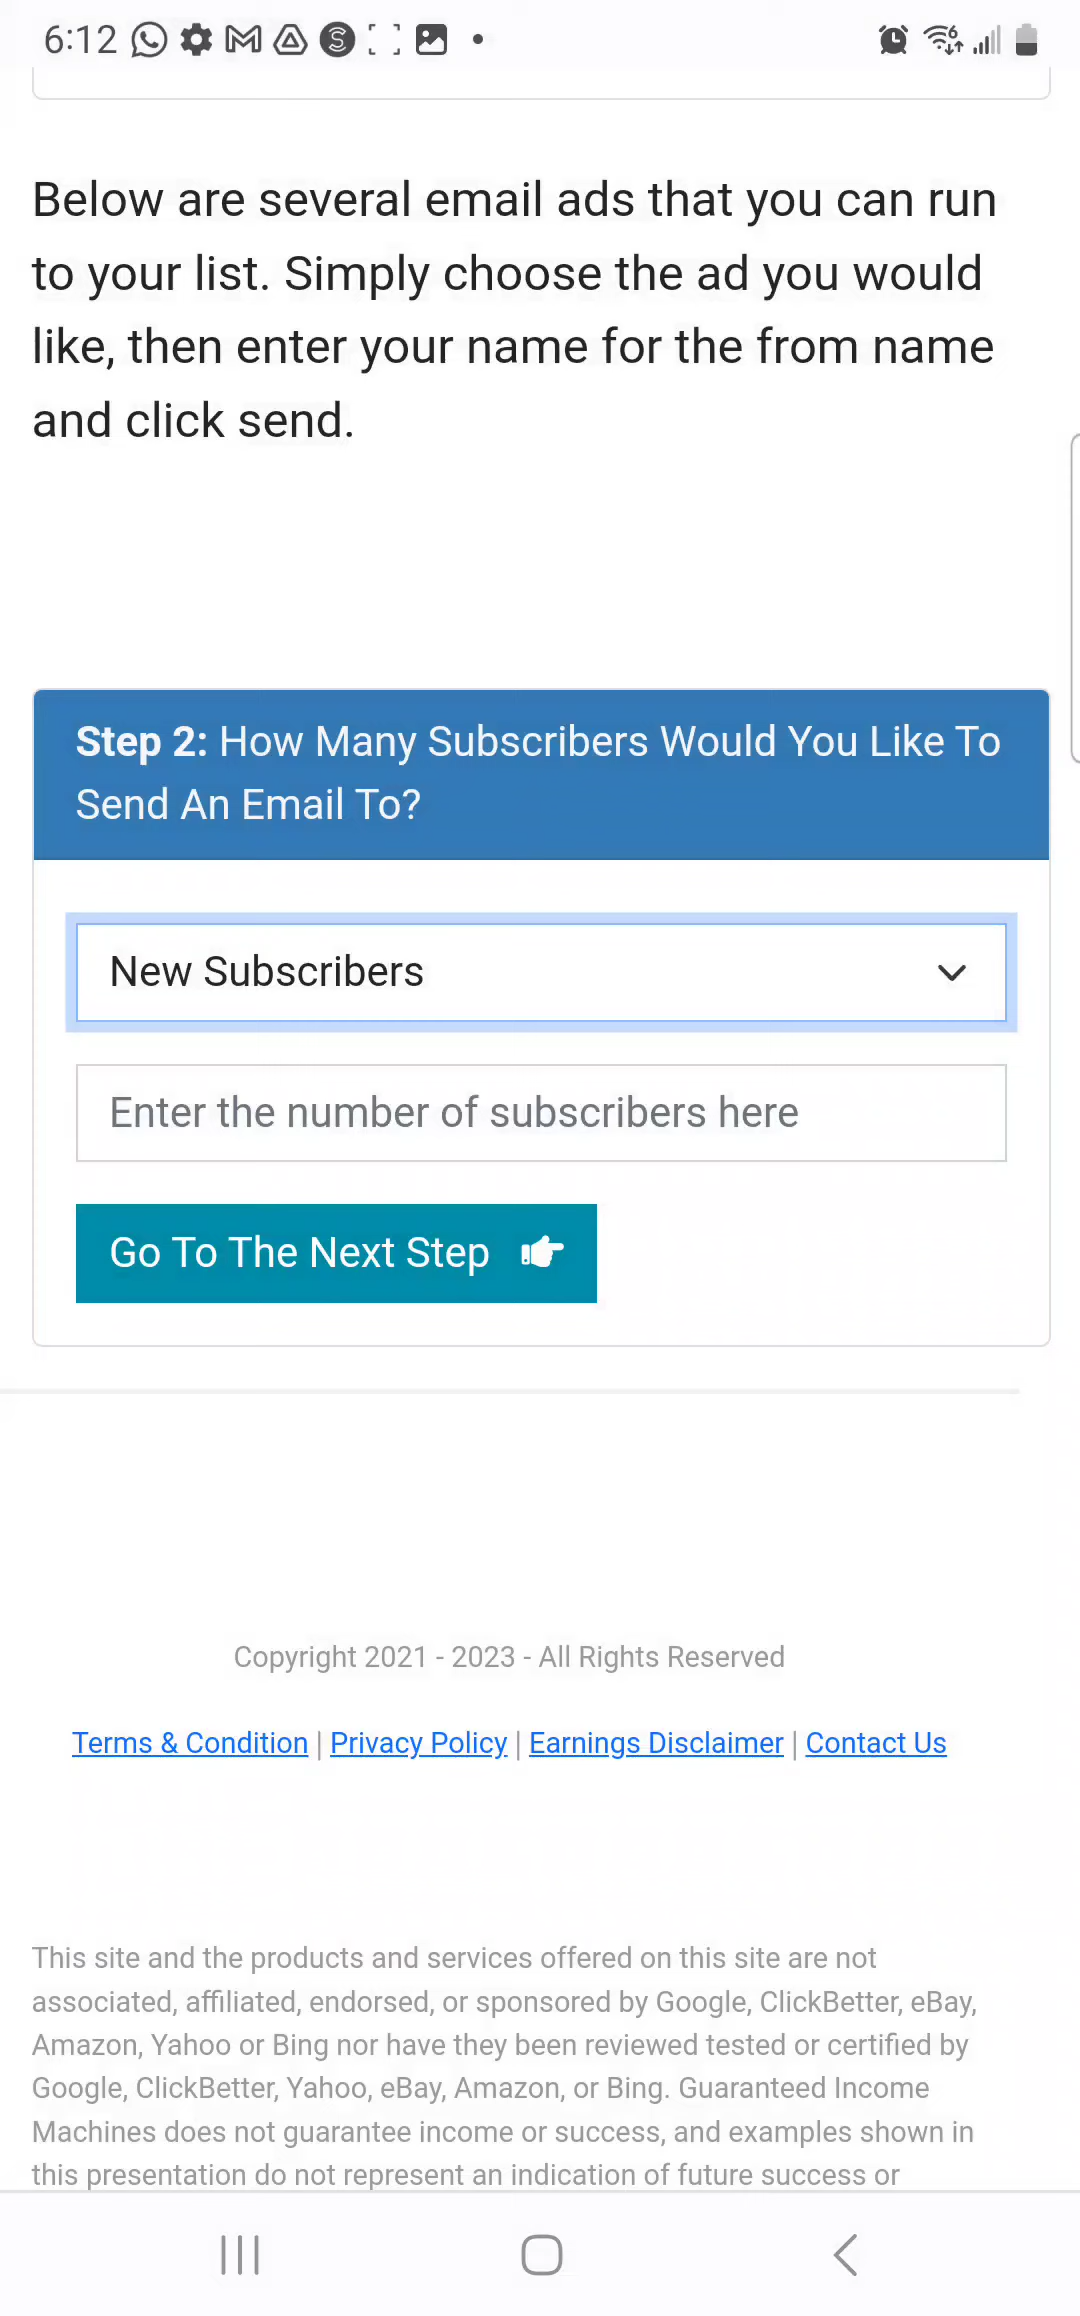 6:12
Below are several email ads that you can run
to your list. Simply choose the ad you would
like, then enter your name for the from name
and click send.
Step 2: How Many Subscribers Would You Like To
Send An Email To?
New Subscribers
Enter the number of subscribers here
Go To The Next Step
Copyright 2021 - 2023 - All Rights Reserved
Terms & Condition | Privacy Policy | Earnings Disclaimer | Contact Us
This site and the products and services offered on this site are not
associated, affiliated, endorsed, or sponsored by Google, ClickBetter, eBay,
Amazon, Yahoo or Bing nor have they been reviewed tested or certified by
Google, ClickBetter, Yahoo, eBay, Amazon, or Bing. Guaranteed Income
Machines does not guarantee income or success, and examples shown in
this presentation do not represent an indication of future success or